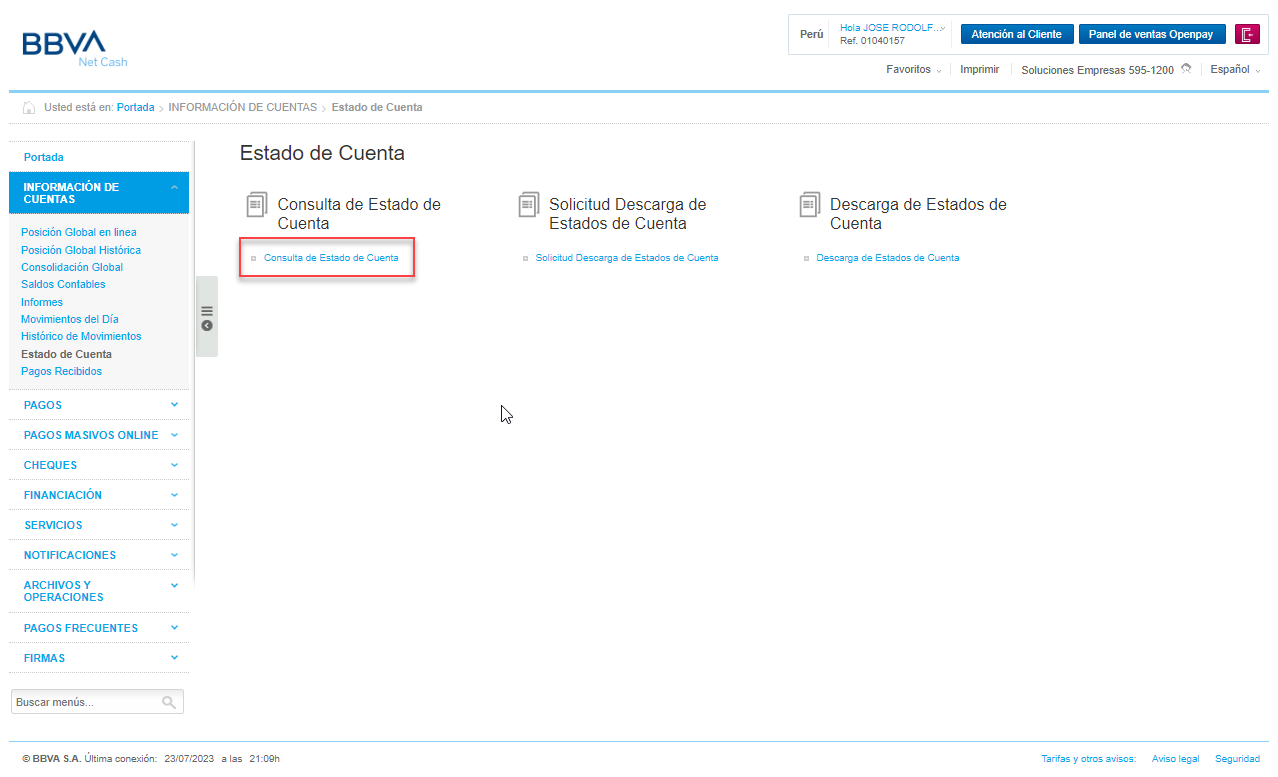 BBVA
Net Cash
Perú
Hola JOSE RODOLF...
Ref. 01040157
Atención al Cliente
Panel de ventas Openpay
Favoritos
Imprimir
Soluciones Empresas 595-1200
Español
Usted está en: Portada > INFORMACIÓN DE CUENTAS > Estado de Cuenta
Portada
INFORMACIÓN DE
CUENTAS
Posición Global en linea
Posición Global Histórica
Consolidación Global
Saldos Contables
Informes
Movimientos del Día
Histórico de Movimientos
Estado de Cuenta
Pagos Recibidos
PAGOS
PAGOS MASIVOS ONLINE
CHEQUES
FINANCIACIÓN
SERVICIOS
NOTIFICACIONES
ARCHIVOS Y
OPERACIONES
PAGOS FRECUENTES
FIRMAS
Buscar menús...
Estado de Cuenta
Consulta de Estado de
Cuenta
Consulta de Estado de Cuenta
Solicitud Descarga de
Estados de Cuenta
Solicitud Descarga de Estados de Cuenta
Descarga de Estados de
Cuenta
Descarga de Estados de Cuenta
© BBVA S.A. Última conexión: 23/07/2023 a las 21:09h
Tarifas y otros avisos:
Aviso legal
Seguridad